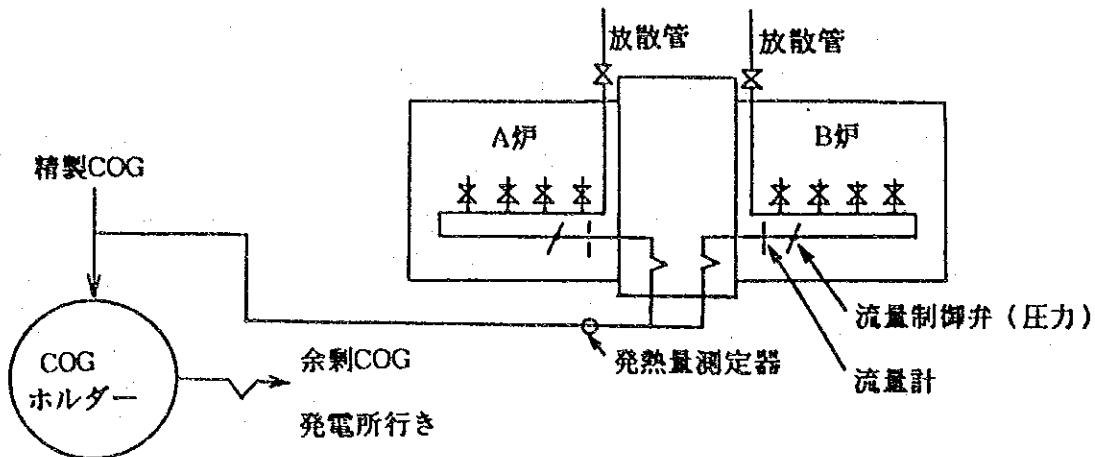 放散管
放散管
A炉
B炉
精製COG
流量制御弁（圧力）
発熱量測定器
流量計
COG
ホルダー
余剰COG
発電所行き